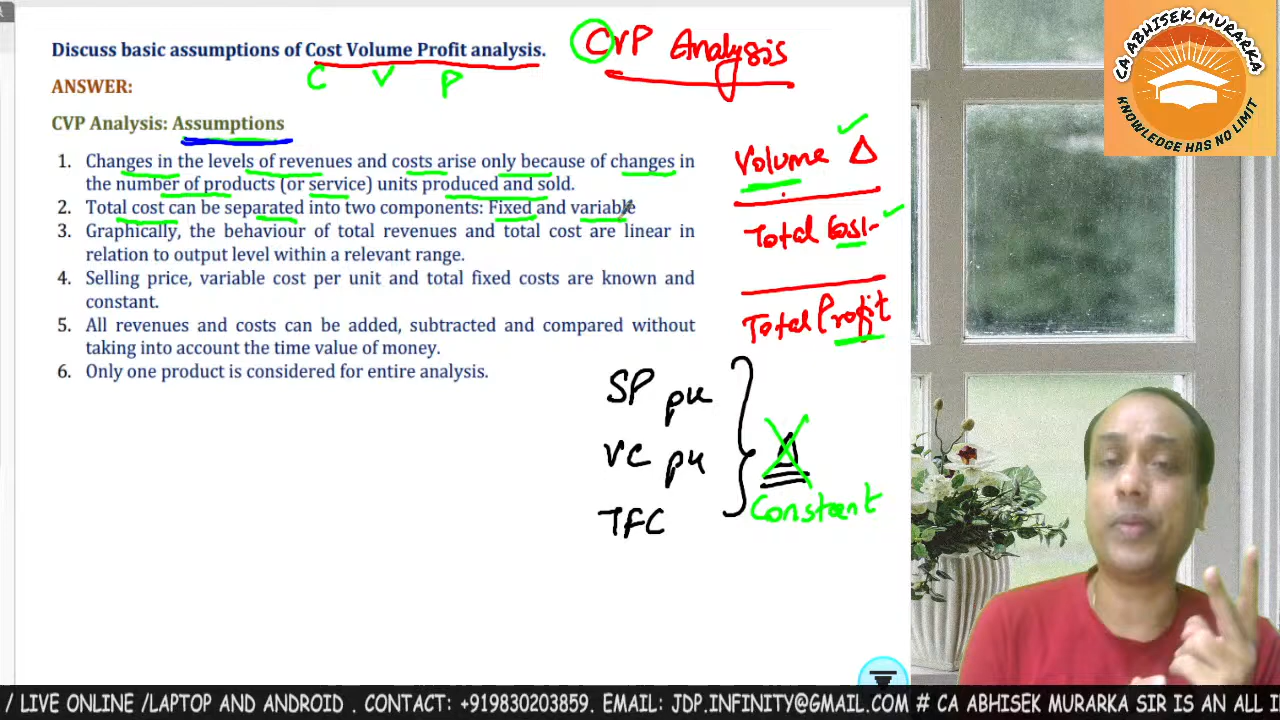 Discuss basic assumptions of Cost Volume Profit analysis.
CVP Analysis
C V P
ANSWER:
CVP Analysis: Assumptions
1. Changes in the levels of revenues and costs arise only because of changes in
the number of products (or service) units produced and sold.
2. Total cost can be separated into two components: Fixed and variable
3. Graphically, the behaviour of total revenues and total cost are linear in
relation to output level within a relevant range.
4. Selling price, variable cost per unit and total fixed costs are known and
constant.
5. All revenues and costs can be added, subtracted and compared without
taking into account the time value of money.
6. Only one product is considered for entire analysis.
Volume Δ
Total Cost
Total Profit
SP pu
VC pu
TFC
Δ
Constant
CA ABHISEK MURARKA
KNOWLEDGE HAS NO LIMIT
/ LIVE ONLINE /LAPTOP AND ANDROID . CONTACT: +919830203859. EMAIL: JDP.INFINITY@GMAIL.COM # CA ABHISEK MURARKA SIR IS AN ALL I